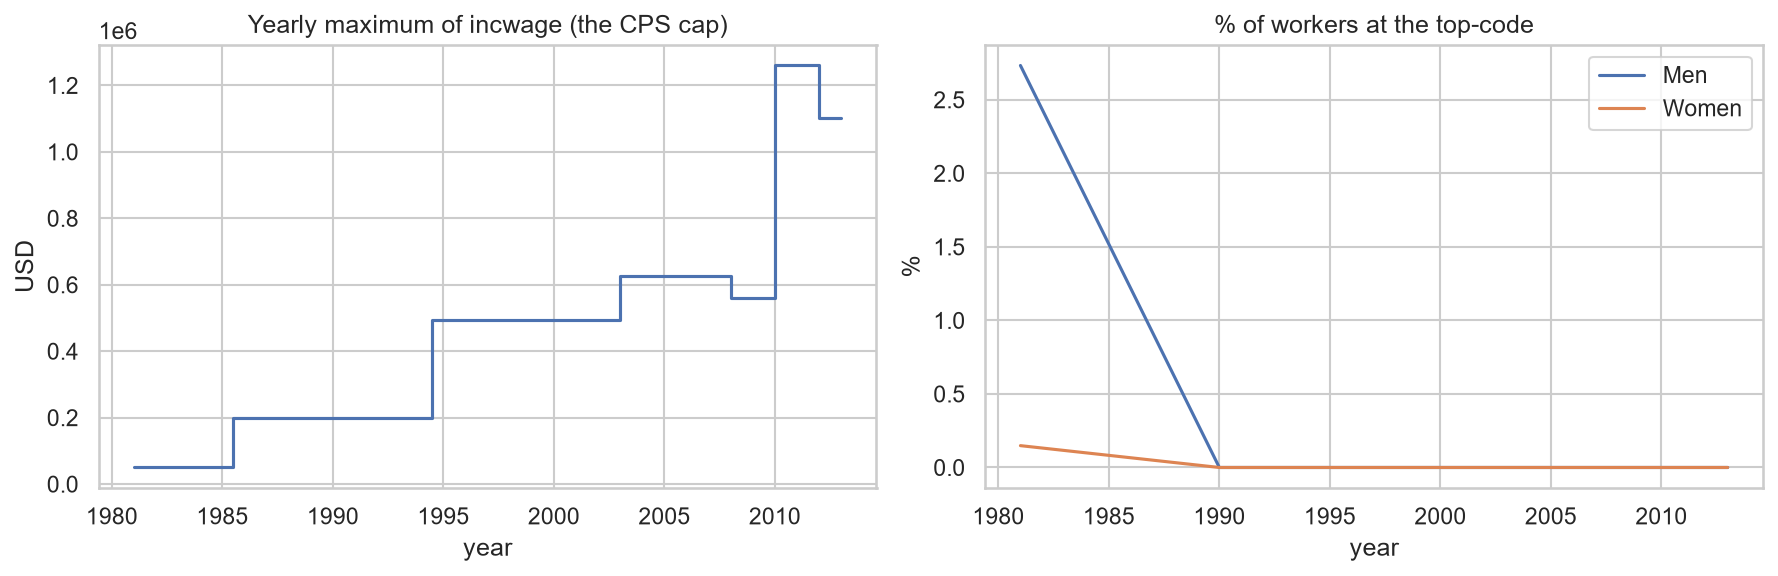 Yearly maximum of incwage (the CPS cap)
1e6
1.2
1.0
0.8
0.6
0.4
0.2
0.0
USD
1980 1985 1990 1995 2000 2005 2010
year
% of workers at the top-code
Men
Women
2.5
2.0
1.5
1.0
0.5
0.0
%
1980 1985 1990 1995 2000 2005 2010
year